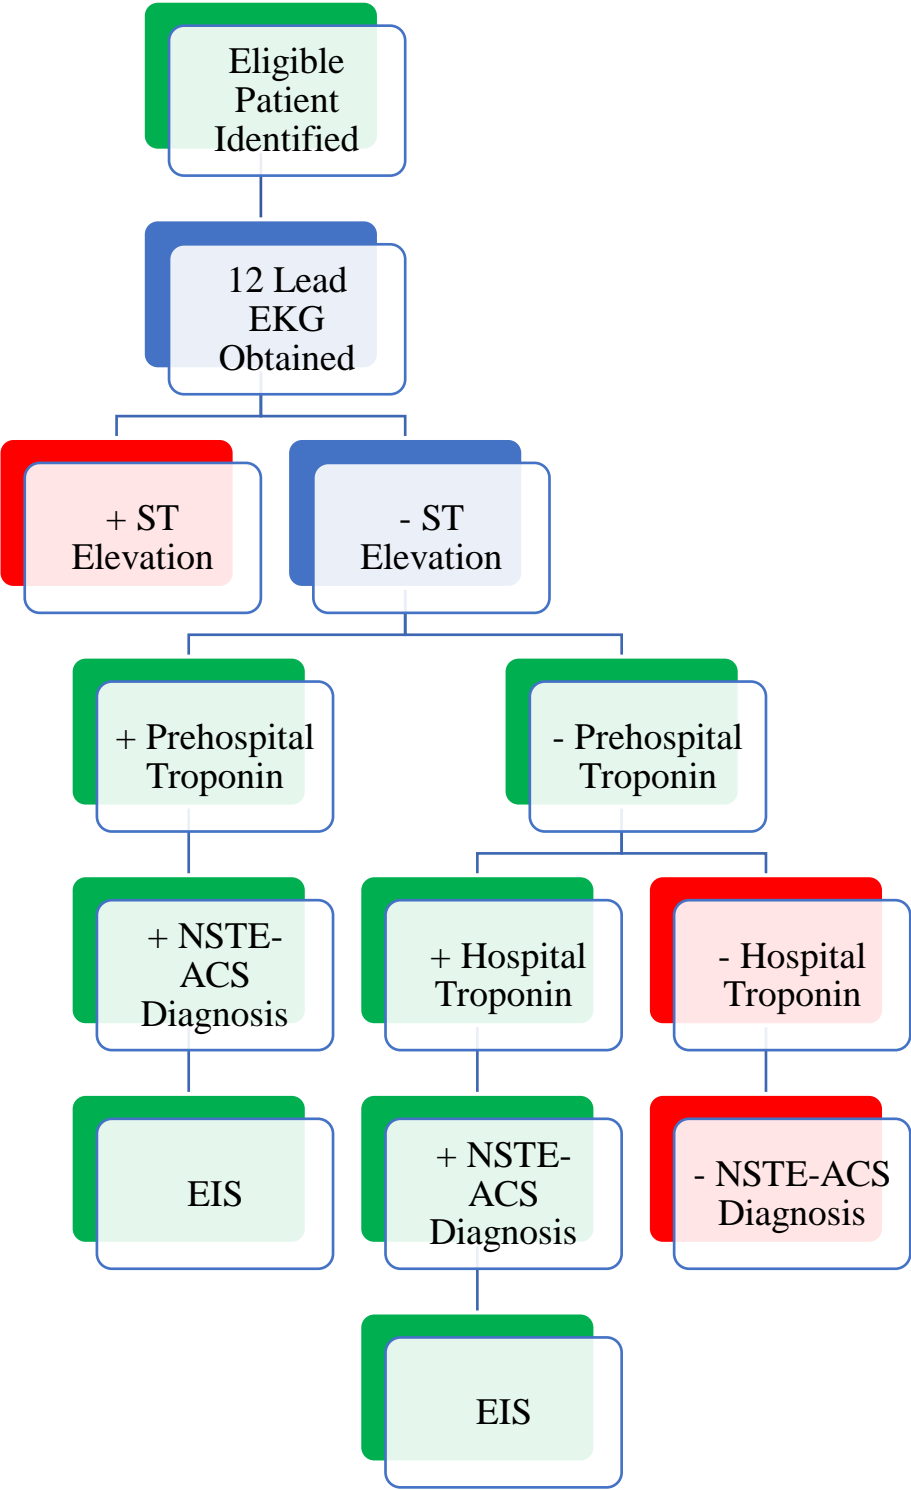 Eligible
Patient
Identified
12 Lead
EKG
Obtained
+ ST
Elevation
- ST
Elevation
+ Prehospital
Troponin
- Prehospital
Troponin
+ NSTE-
ACS
Diagnosis
+ Hospital
Troponin
- Hospital
Troponin
EIS
+ NSTE-
ACS
Diagnosis
- NSTE-ACS
Diagnosis
EIS